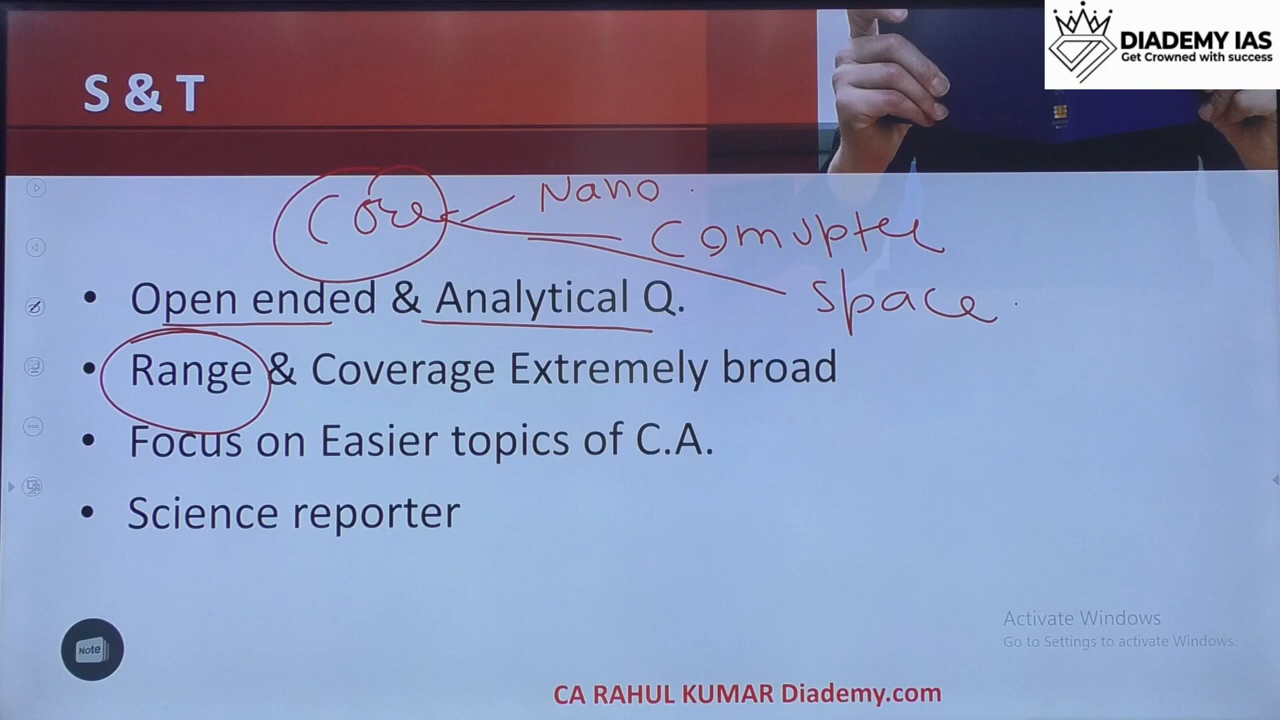 DIADEMY IAS
Get Crowned with success
S & T
Core
Nano
Comupter
Space
• Open ended & Analytical Q.
• Range & Coverage Extremely broad
• Focus on Easier topics of C.A.
• Science reporter
Note
Activate Windows
Go to Settings to activate Windows.
CA RAHUL KUMAR Diademy.com